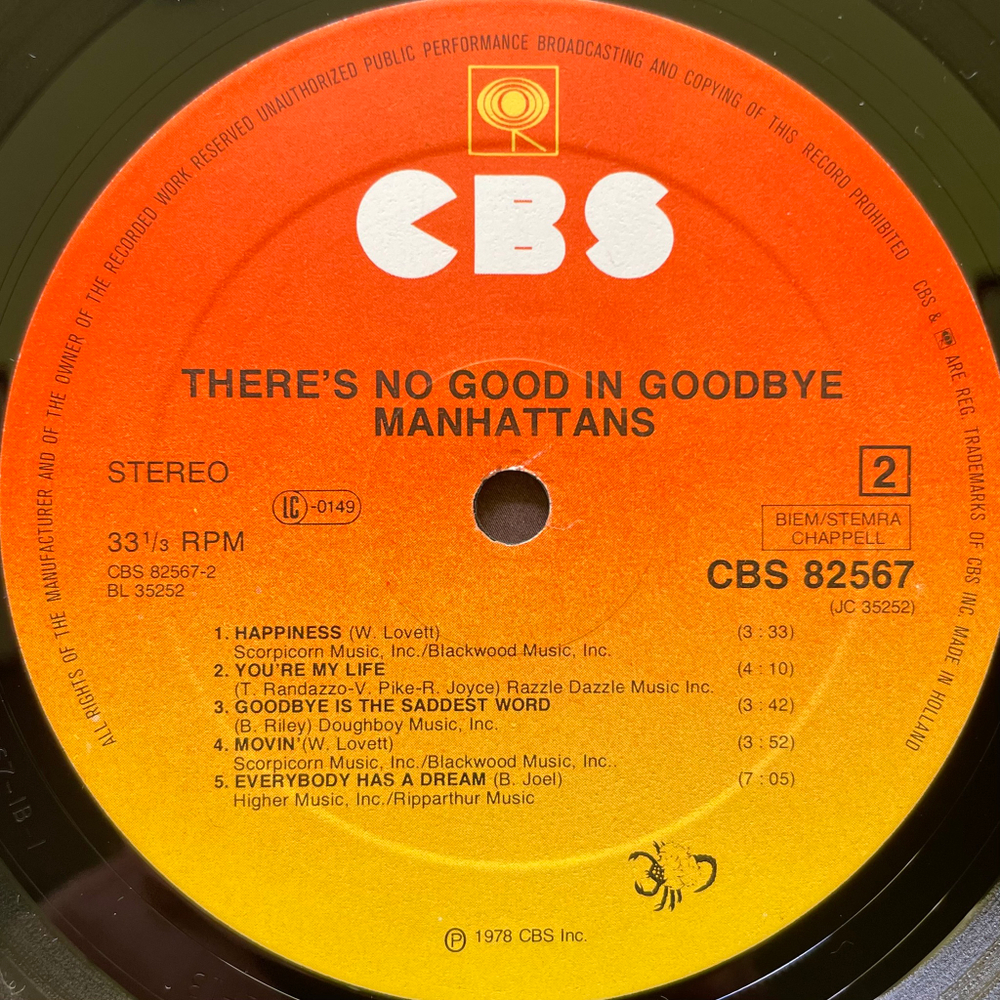 ALL RIGHTS OF THE MANUFACTURER AND OF THE OWNER OF THE RECORDED WORK RESERVED UNAUTHORIZED PUBLIC PERFORMANCE BROADCASTING AND COPYING OF THIS RECORD PROHIBITED
CBS & ARE REG. TRADEMARKS OF CBS INC. MADE IN HOLLAND
CBS
THERE'S NO GOOD IN GOODBYE
MANHATTANS
STEREO
2
LC-0149
BIEM/STEMRA
CHAPPELL
33 1/3 RPM
CBS 82567-2
BL 35252
CBS 82567
(JC 35252)
1. HAPPINESS (W. Lovett) (3 : 33)
Scorpicorn Music, Inc./Blackwood Music, Inc.
2. YOU'RE MY LIFE (4 : 10)
(T. Randazzo-V. Pike-R. Joyce) Razzle Dazzle Music Inc.
3. GOODBYE IS THE SADDEST WORD (3 : 42)
(B. Riley) Doughboy Music, Inc.
4. MOVIN' (W. Lovett) (3 : 52)
Scorpicorn Music, Inc./Blackwood Music, Inc..
5. EVERYBODY HAS A DREAM (B. Joel) (7 : 05)
Higher Music, Inc./Ripparthur Music
Ⓟ 1978 CBS Inc.